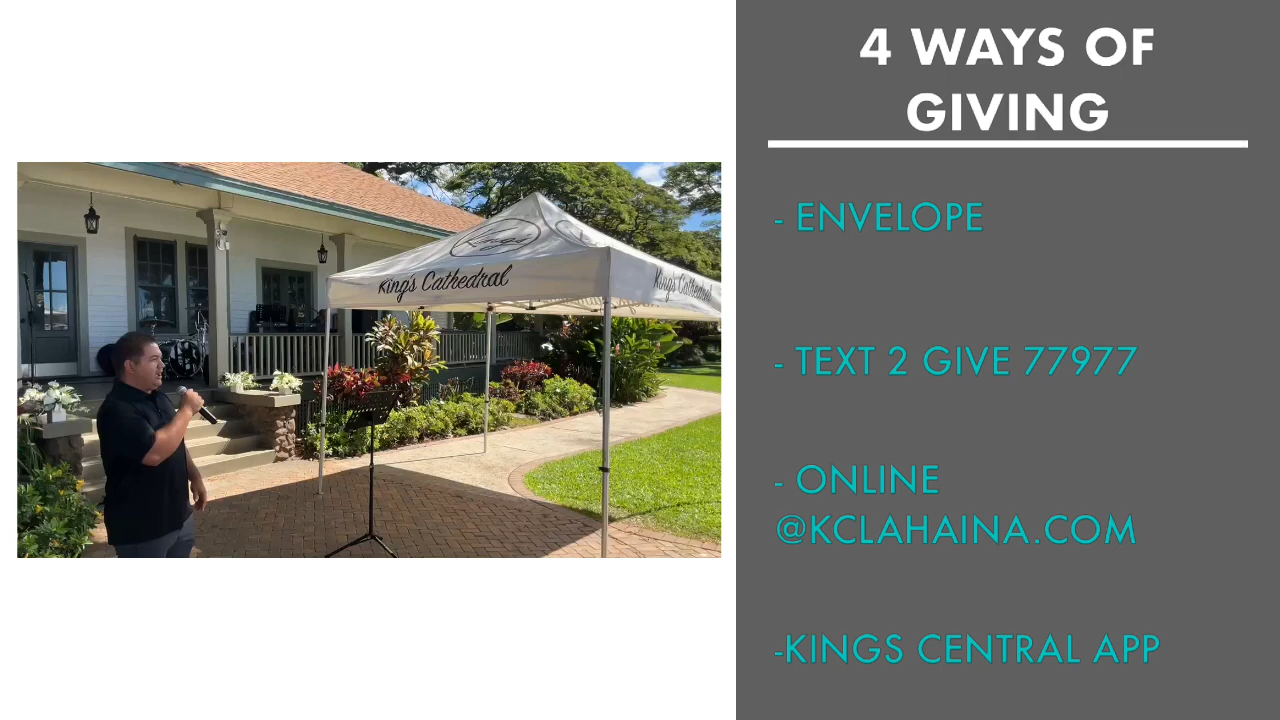 4 WAYS OF
GIVING
- ENVELOPE
- TEXT 2 GIVE 77977
- ONLINE
@KCLAHAINA.COM
-KINGS CENTRAL APP
King's
King's Cathedral
King's Cathedral